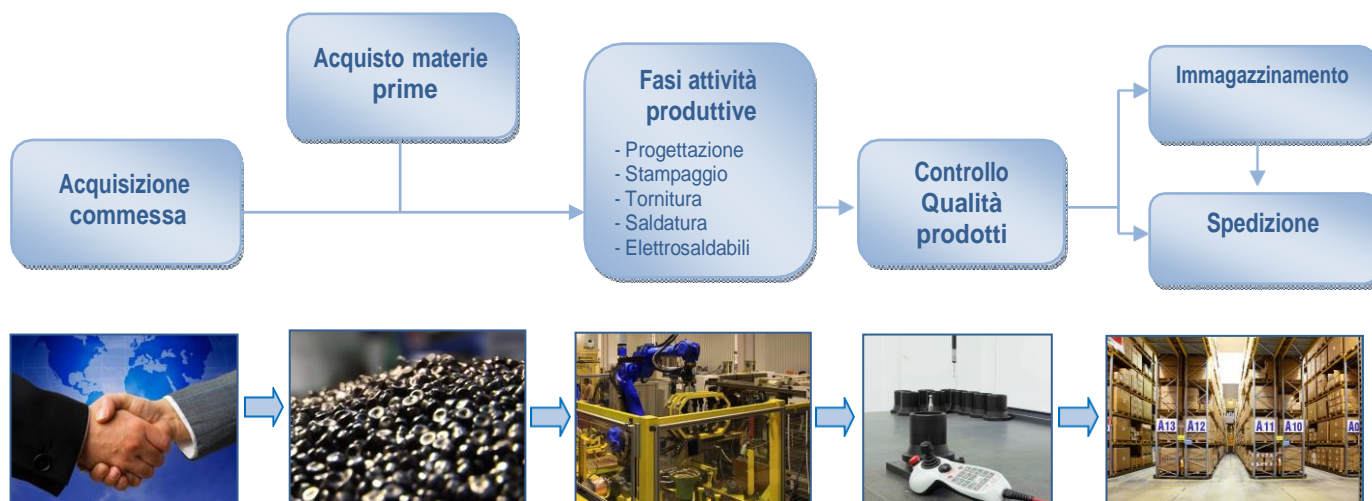 Acquisizione
commessa
Acquisto materie
prime
Fasi attività
produttive
- Progettazione
- Stampaggio
- Tornitura
- Saldatura
- Elettrosaldabili
Controllo
Qualità
prodotti
Immagazzinamento
Spedizione
A13
A12
A11
A10
A0